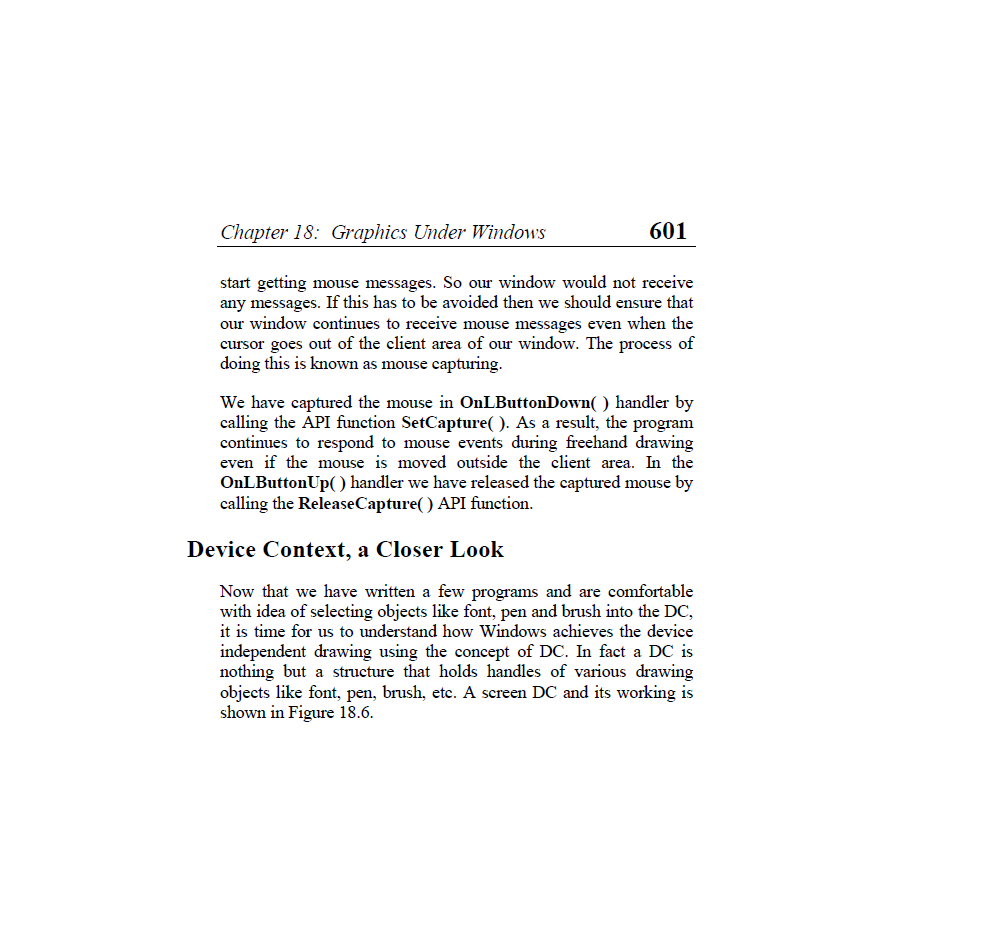 Chapter 18: Graphics Under Windows 601
start getting mouse messages. So our window would not receive
any messages. If this has to be avoided then we should ensure that
our window continues to receive mouse messages even when the
cursor goes out of the client area of our window. The process of
doing this is known as mouse capturing.
We have captured the mouse in OnLButtonDown( ) handler by
calling the API function SetCapture( ). As a result, the program
continues to respond to mouse events during freehand drawing
even if the mouse is moved outside the client area. In the
OnLButtonUp( ) handler we have released the captured mouse by
calling the ReleaseCapture( ) API function.
Device Context, a Closer Look
Now that we have written a few programs and are comfortable
with idea of selecting objects like font, pen and brush into the DC,
it is time for us to understand how Windows achieves the device
independent drawing using the concept of DC. In fact a DC is
nothing but a structure that holds handles of various drawing
objects like font, pen, brush, etc. A screen DC and its working is
shown in Figure 18.6.